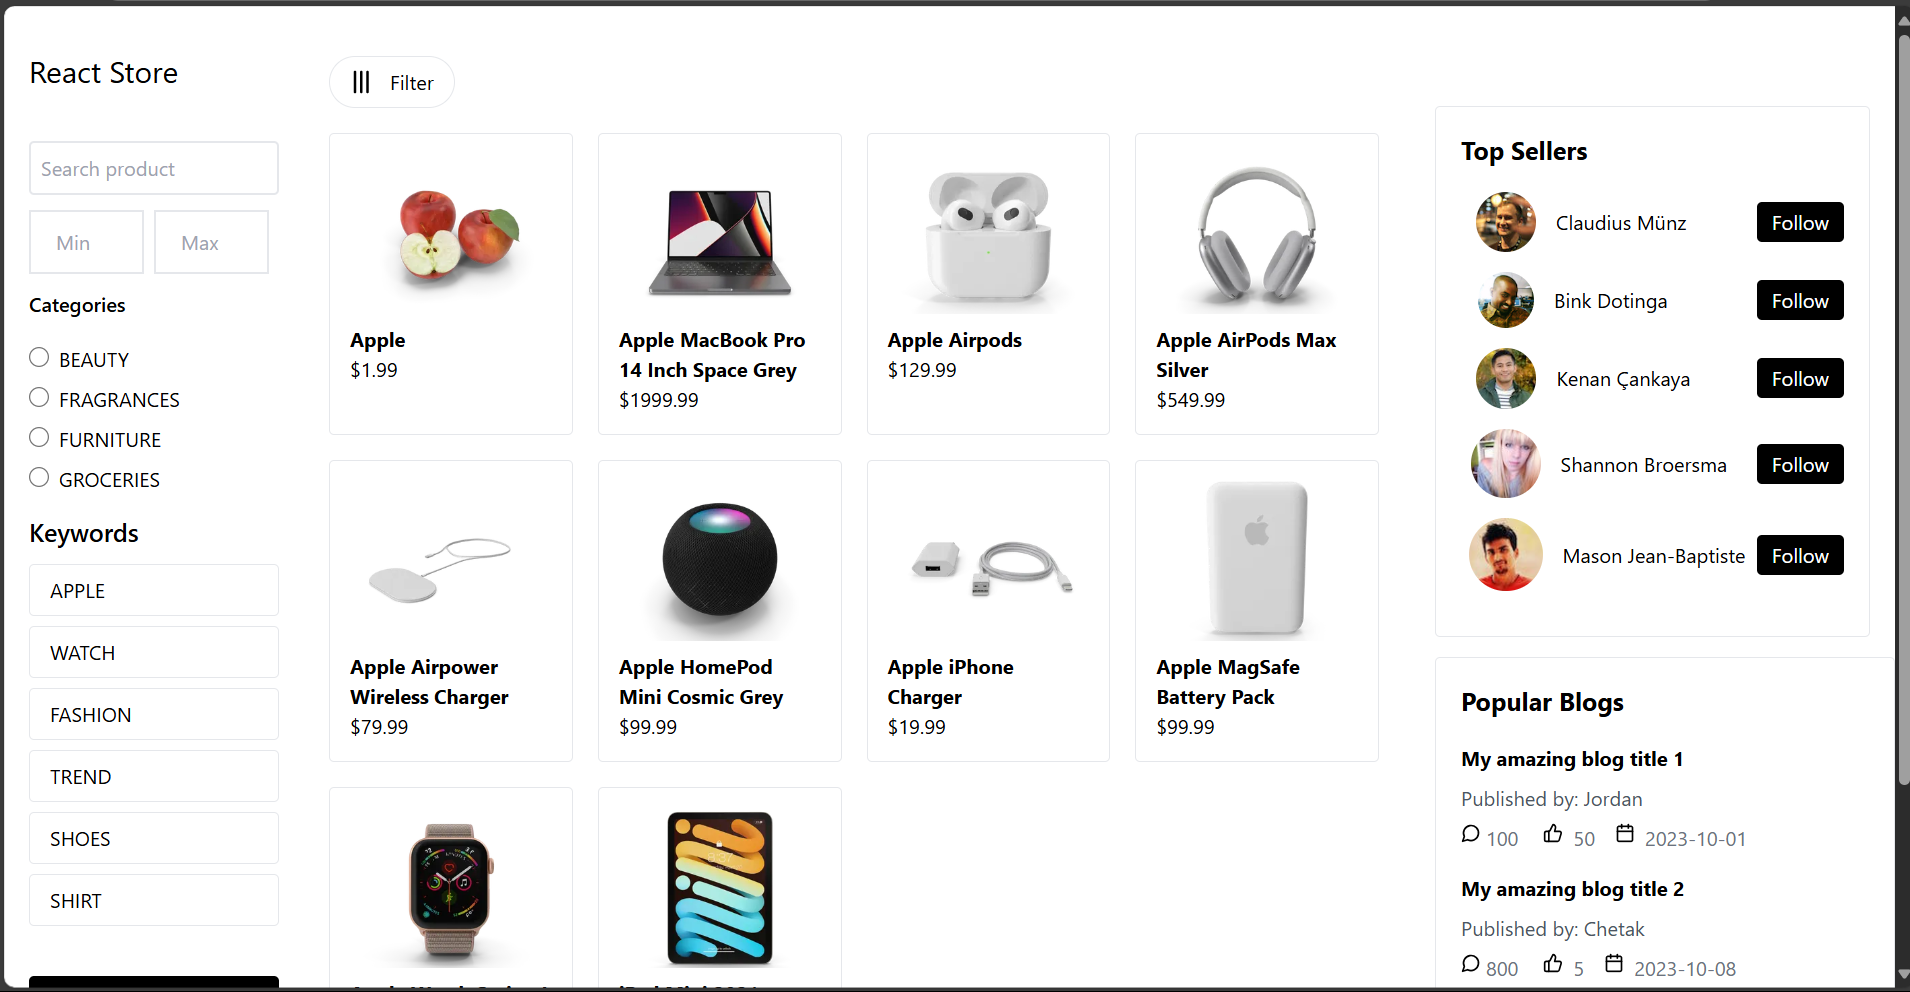 React Store
Search product
Min
Max
Categories
BEAUTY
FRAGRANCES
FURNITURE
GROCERIES
Keywords
APPLE
WATCH
FASHION
TREND
SHOES
SHIRT
Filter
Apple
$1.99
Apple MacBook Pro
14 Inch Space Grey
$1999.99
Apple Airpods
$129.99
Apple AirPods Max
Silver
$549.99
Apple Airpower
Wireless Charger
$79.99
Apple HomePod
Mini Cosmic Grey
$99.99
Apple iPhone
Charger
$19.99
Apple MagSafe
Battery Pack
$99.99
Top Sellers
Claudius Münz
Follow
Bink Dotinga
Follow
Kenan Çankaya
Follow
Shannon Broersma
Follow
Mason Jean-Baptiste
Follow
Popular Blogs
My amazing blog title 1
Published by: Jordan
100 50 2023-10-01
My amazing blog title 2
Published by: Chetak
800 5 2023-10-08